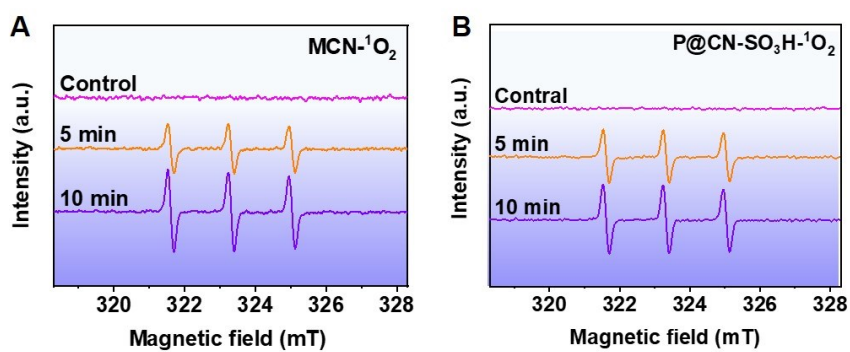 A
MCN-¹O₂
Control
5 min
10 min
Intensity (a.u.)
320 322 324 326 328
Magnetic field (mT)
B
P@CN-SO₃H-¹O₂
Contral
5 min
10 min
Intensity (a.u.)
320 322 324 326 328
Magnetic field (mT)